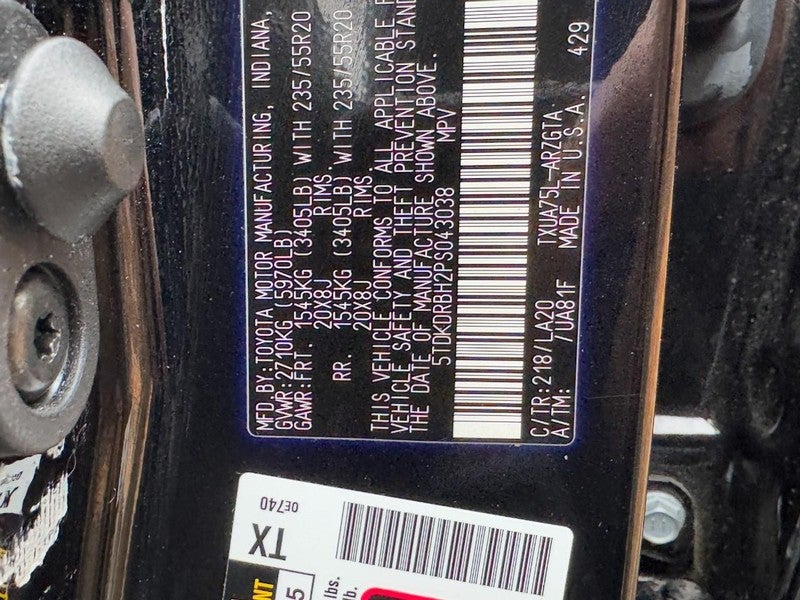 MFD.BY:TOYOTA MOTOR MANUFACTURING, INDIANA,
GVWR:2710KG (5970LB)
GAWR:FRT. 1545KG (3405LB) WITH 235/55R20
20X8J RIMS,
RR. 1545KG (3405LB) WITH 235/55R20
20X8J RIMS,
THIS VEHICLE CONFORMS TO ALL APPLICABLE
VEHICLE SAFETY AND THEFT PREVENTION
THE DATE OF MANUFACTURE SHOWN ABOVE.
5TDKDRBH2PS043038 MPV
C/TR:218/LA20 TXUA75L-ARZGTA
A/TM: /UA81F MADE IN U.S.A. 429
0E740
TX
5
lbs.